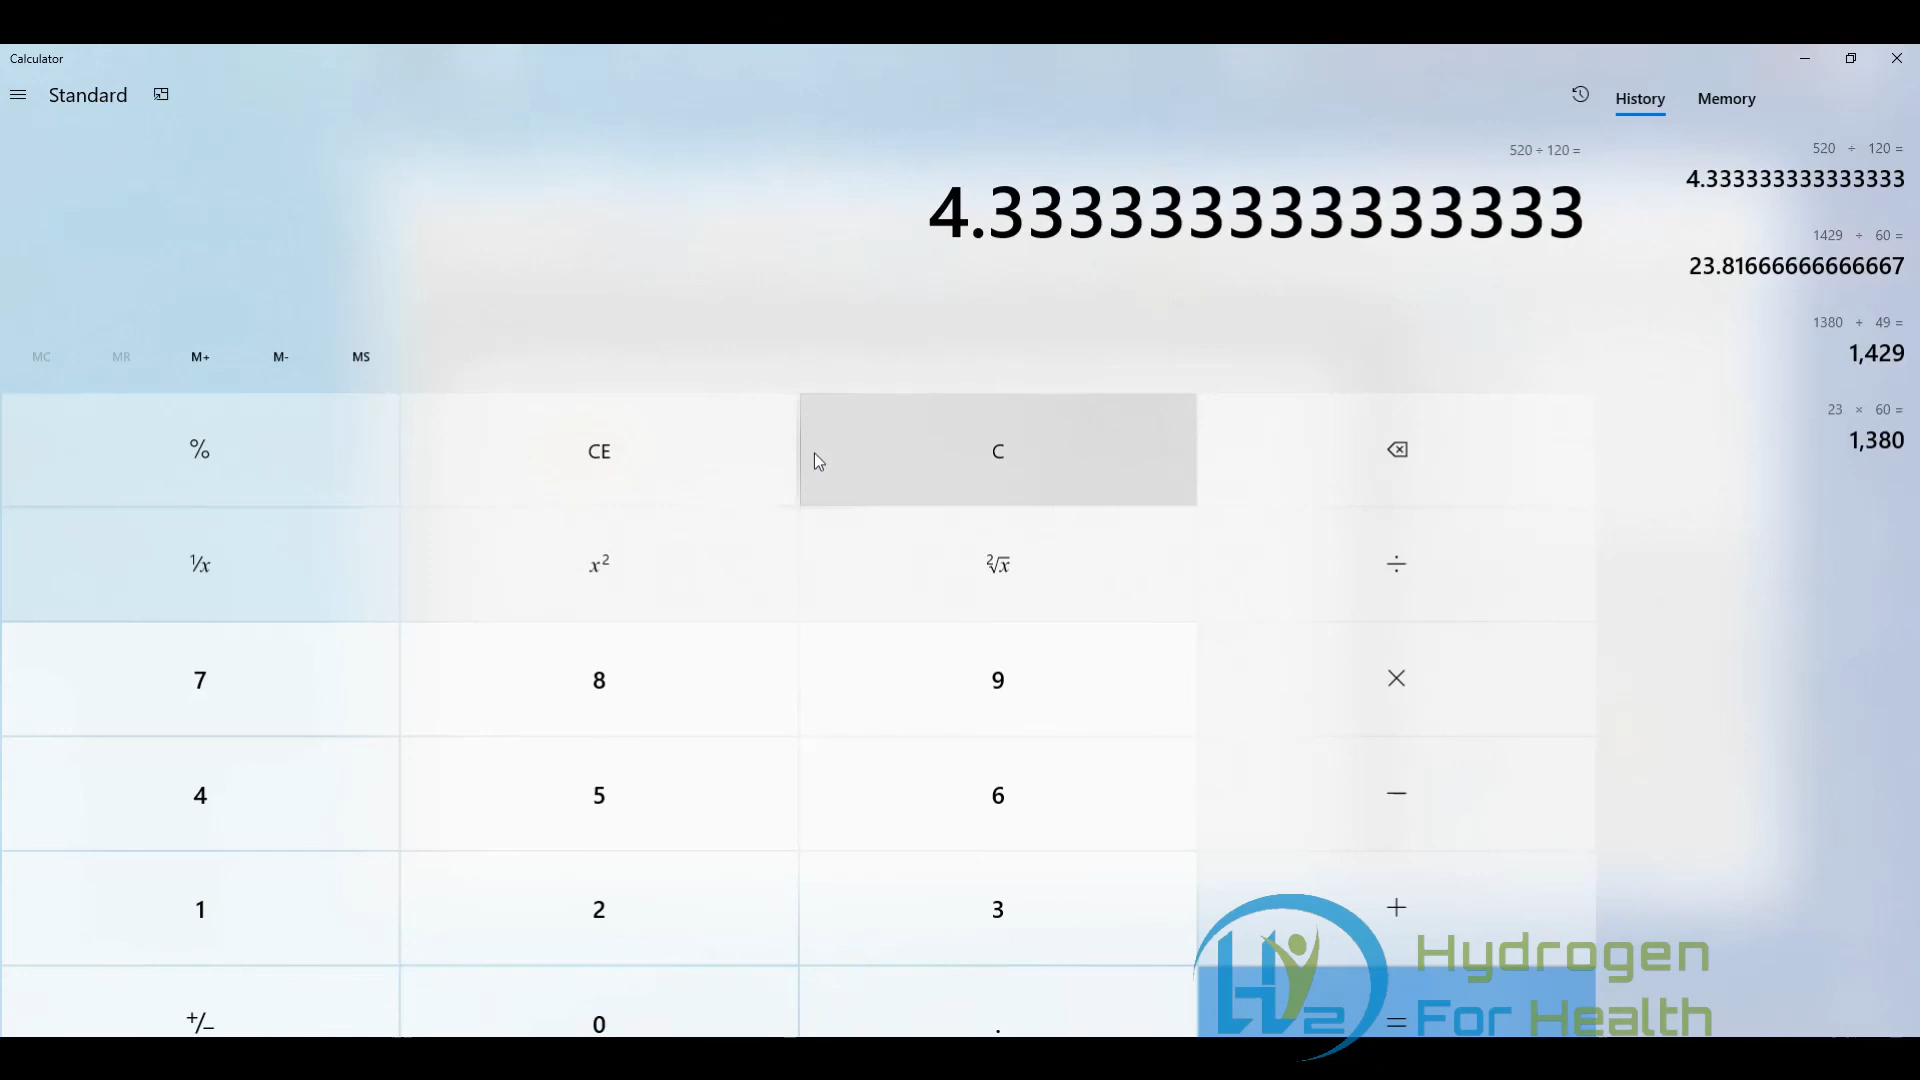 Calculator
Standard
History Memory
520 ÷ 120 =
4.333333333333333
520 ÷ 120 =
4.333333333333333
1429 ÷ 60 =
23.81666666666667
1380 + 49 =
1,429
23 × 60 =
1,380
MC MR M+ M- MS
% CE C
¹/x x² ²√x ÷
7 8 9 ×
4 5 6 −
1 2 3 +
+/− 0 . =
H2
Hydrogen
For Health